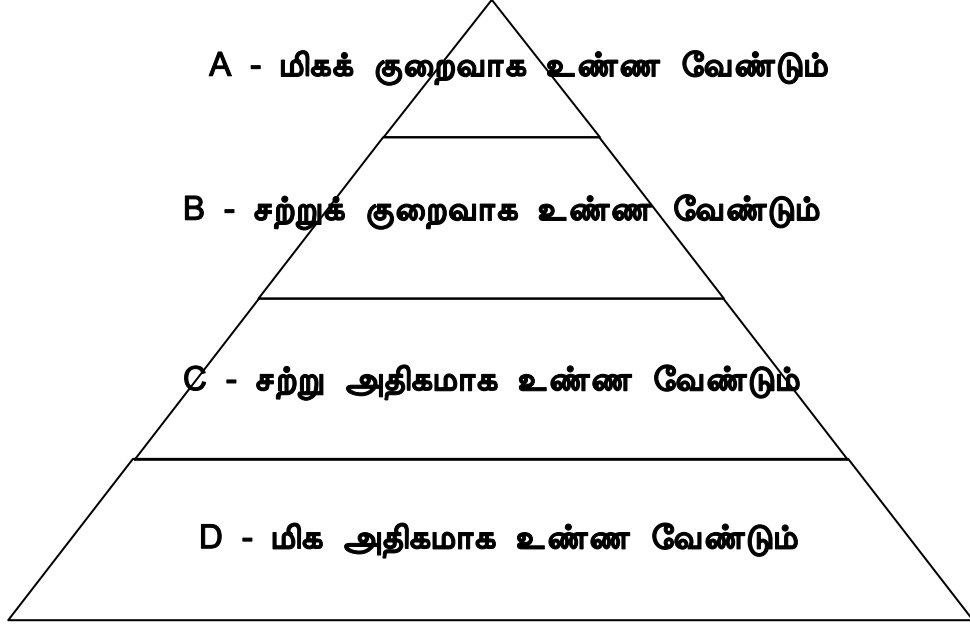 A - மிகக் குறைவாக உண்ண வேண்டும்
B - சற்றுக் குறைவாக உண்ண வேண்டும்
C - சற்று அதிகமாக உண்ண வேண்டும்
D - மிக அதிகமாக உண்ண வேண்டும்